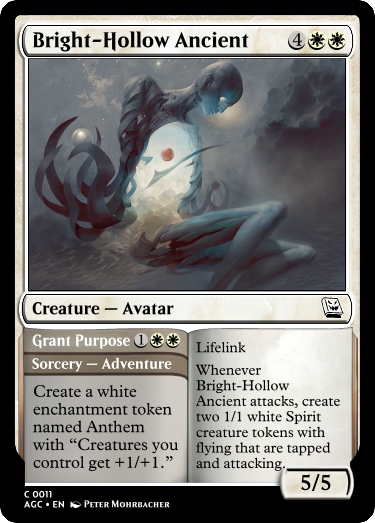 Bright-Hollow Ancient 4
Creature — Avatar
Grant Purpose 1
Sorcery — Adventure
Create a white
enchantment token
named Anthem
with “Creatures you
control get +1/+1.”
Lifelink
Whenever
Bright-Hollow
Ancient attacks, create
two 1/1 white Spirit
creature tokens with
flying that are tapped
and attacking.
5/5
C 0011
AGC • EN Peter Mohrbacher